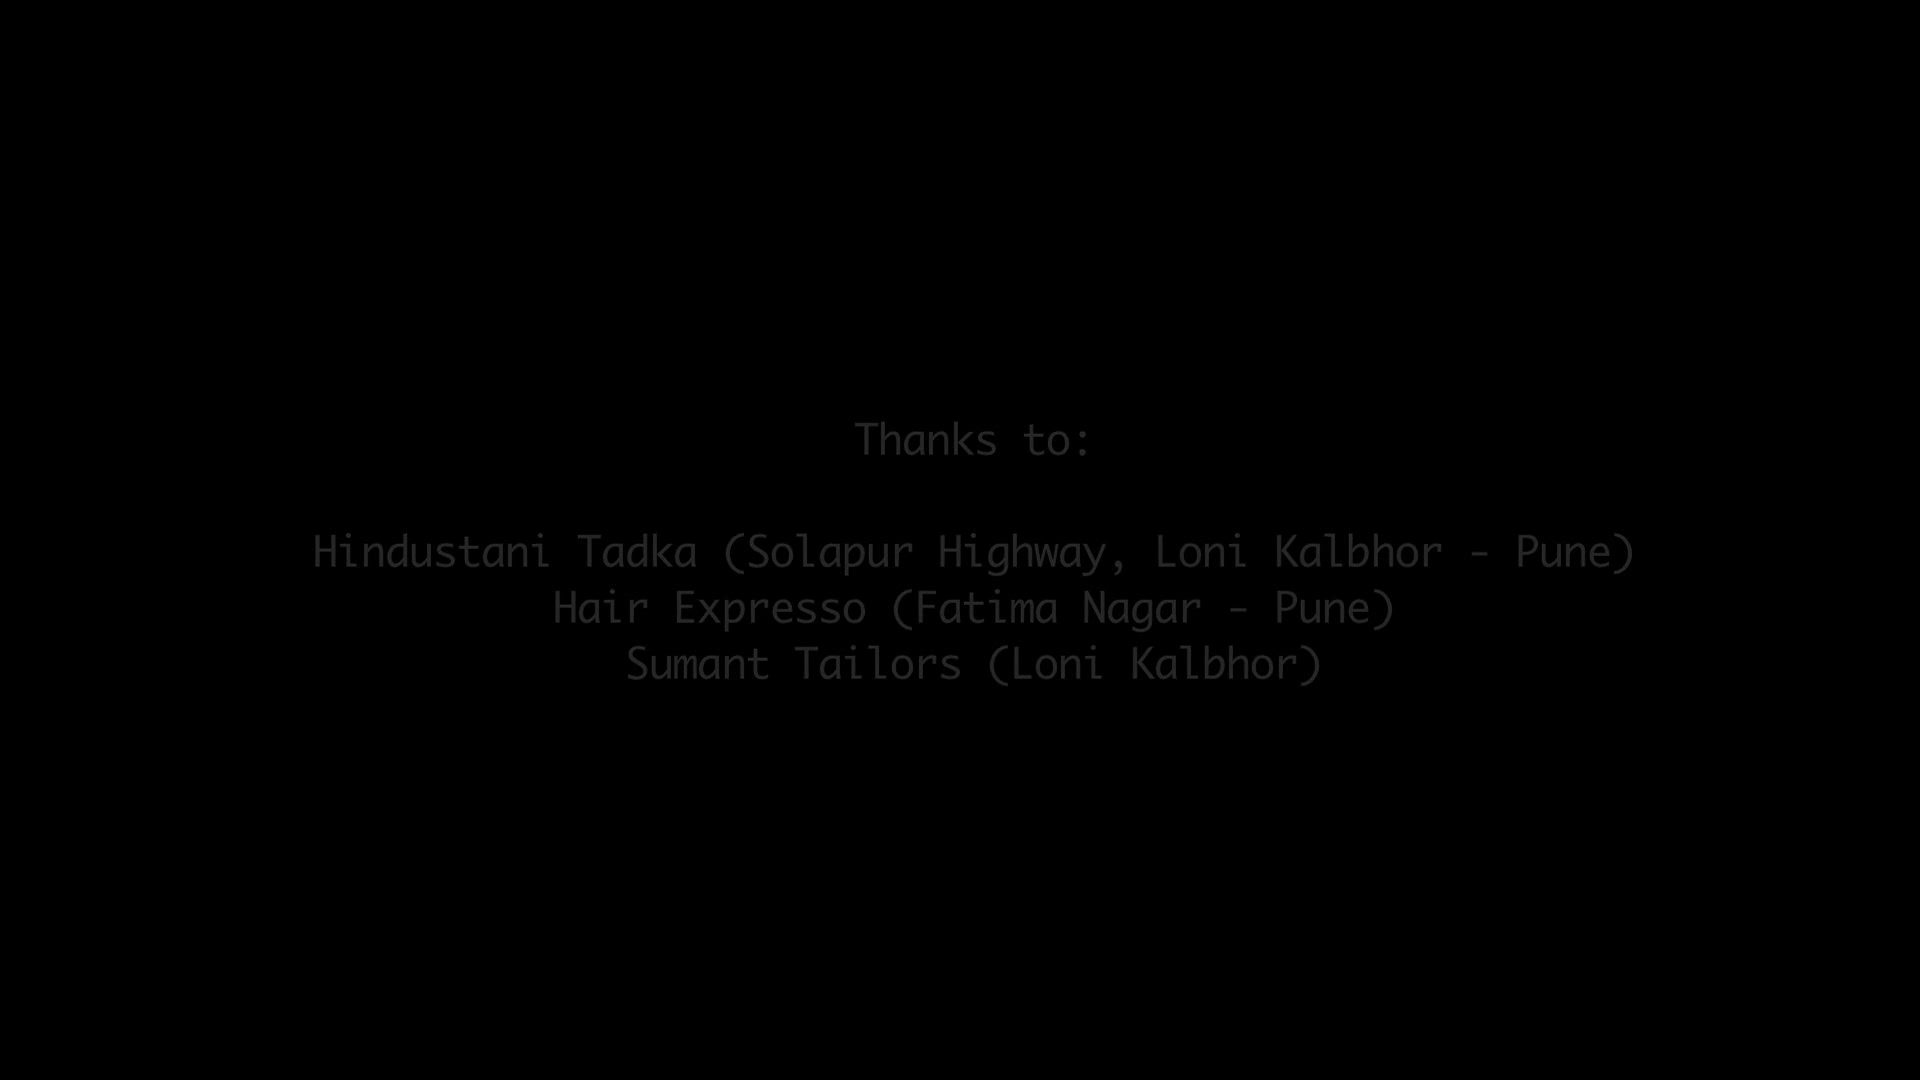 Thanks to:
Hindustani Tadka (Solapur Highway, Loni Kalbhor - Pune)
Hair Expresso (Fatima Nagar - Pune)
Sumant Tailors (Loni Kalbhor)